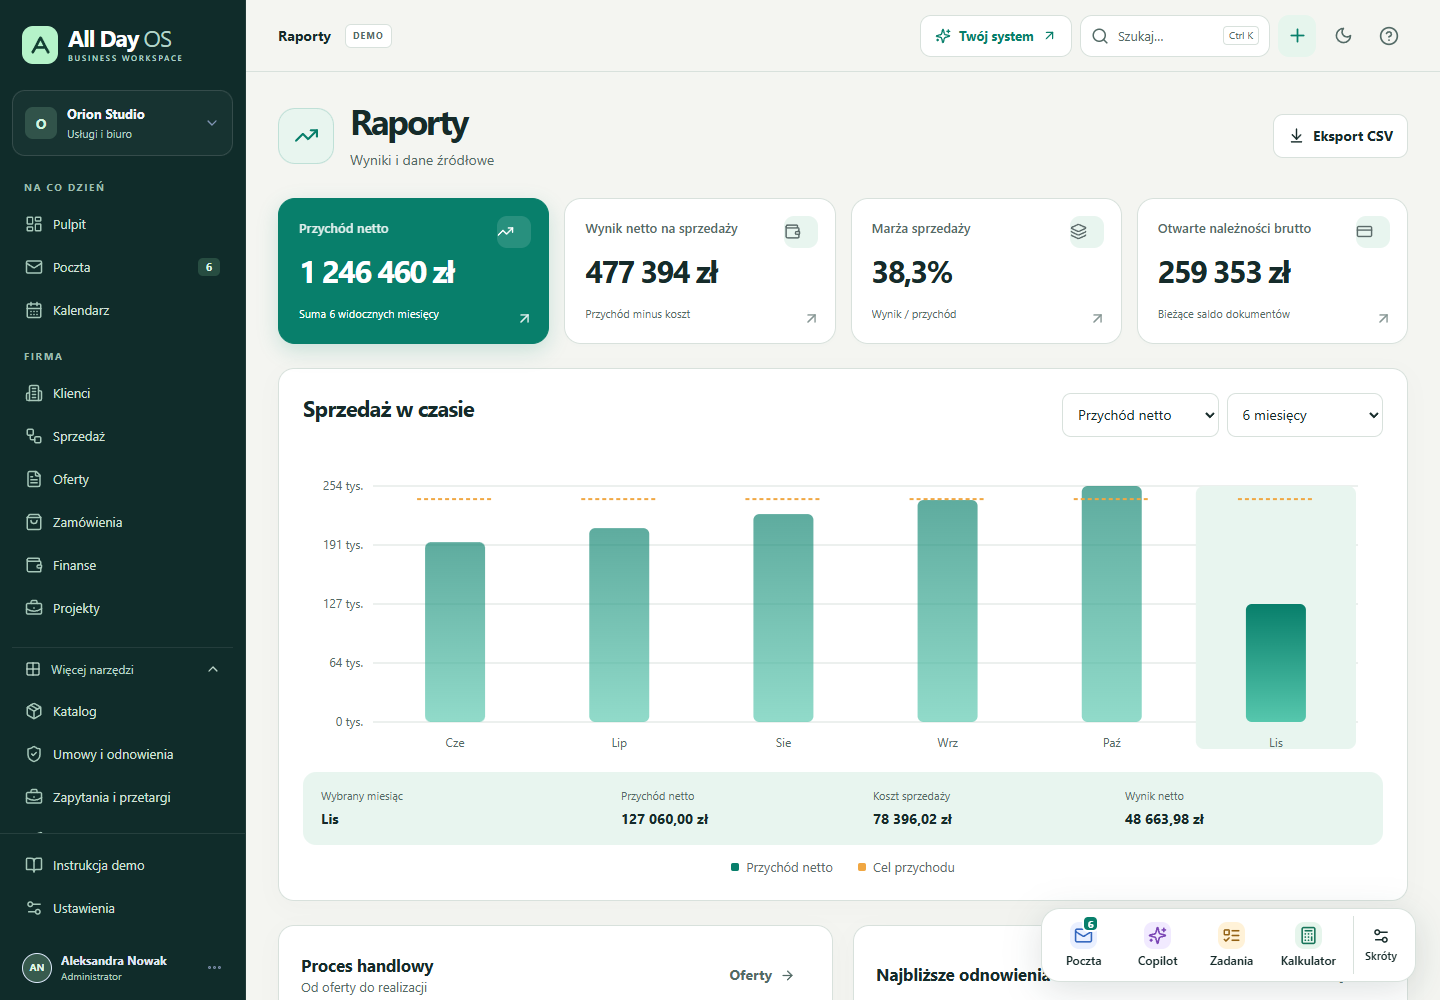 All Day OS
BUSINESS WORKSPACE
O
Orion Studio
Usługi i biuro
NA CO DZIEŃ
Pulpit
Poczta
6
Kalendarz
FIRMA
Klienci
Sprzedaż
Oferty
Zamówienia
Finanse
Projekty
Więcej narzędzi
Katalog
Umowy i odnowienia
Zapytania i przetargi
Instrukcja demo
Ustawienia
AN
Aleksandra Nowak
Administrator
Raporty
DEMO
Twój system
Szukaj...
Ctrl K
Raporty
Wyniki i dane źródłowe
Eksport CSV
Przychód netto
1 246 460 zł
Suma 6 widocznych miesięcy
Wynik netto na sprzedaży
477 394 zł
Przychód minus koszt
Marża sprzedaży
38,3%
Wynik / przychód
Otwarte należności brutto
259 353 zł
Bieżące saldo dokumentów
Sprzedaż w czasie
Przychód netto
6 miesięcy
254 tys.
191 tys.
127 tys.
64 tys.
0 tys.
Cze
Lip
Sie
Wrz
Paź
Lis
Wybrany miesiąc
Lis
Przychód netto
127 060,00 zł
Koszt sprzedaży
78 396,02 zł
Wynik netto
48 663,98 zł
Przychód netto
Cel przychodu
Proces handlowy
Od oferty do realizacji
Oferty
Najbliższe odnowienia
6
Poczta
Copilot
Zadania
Kalkulator
Skróty